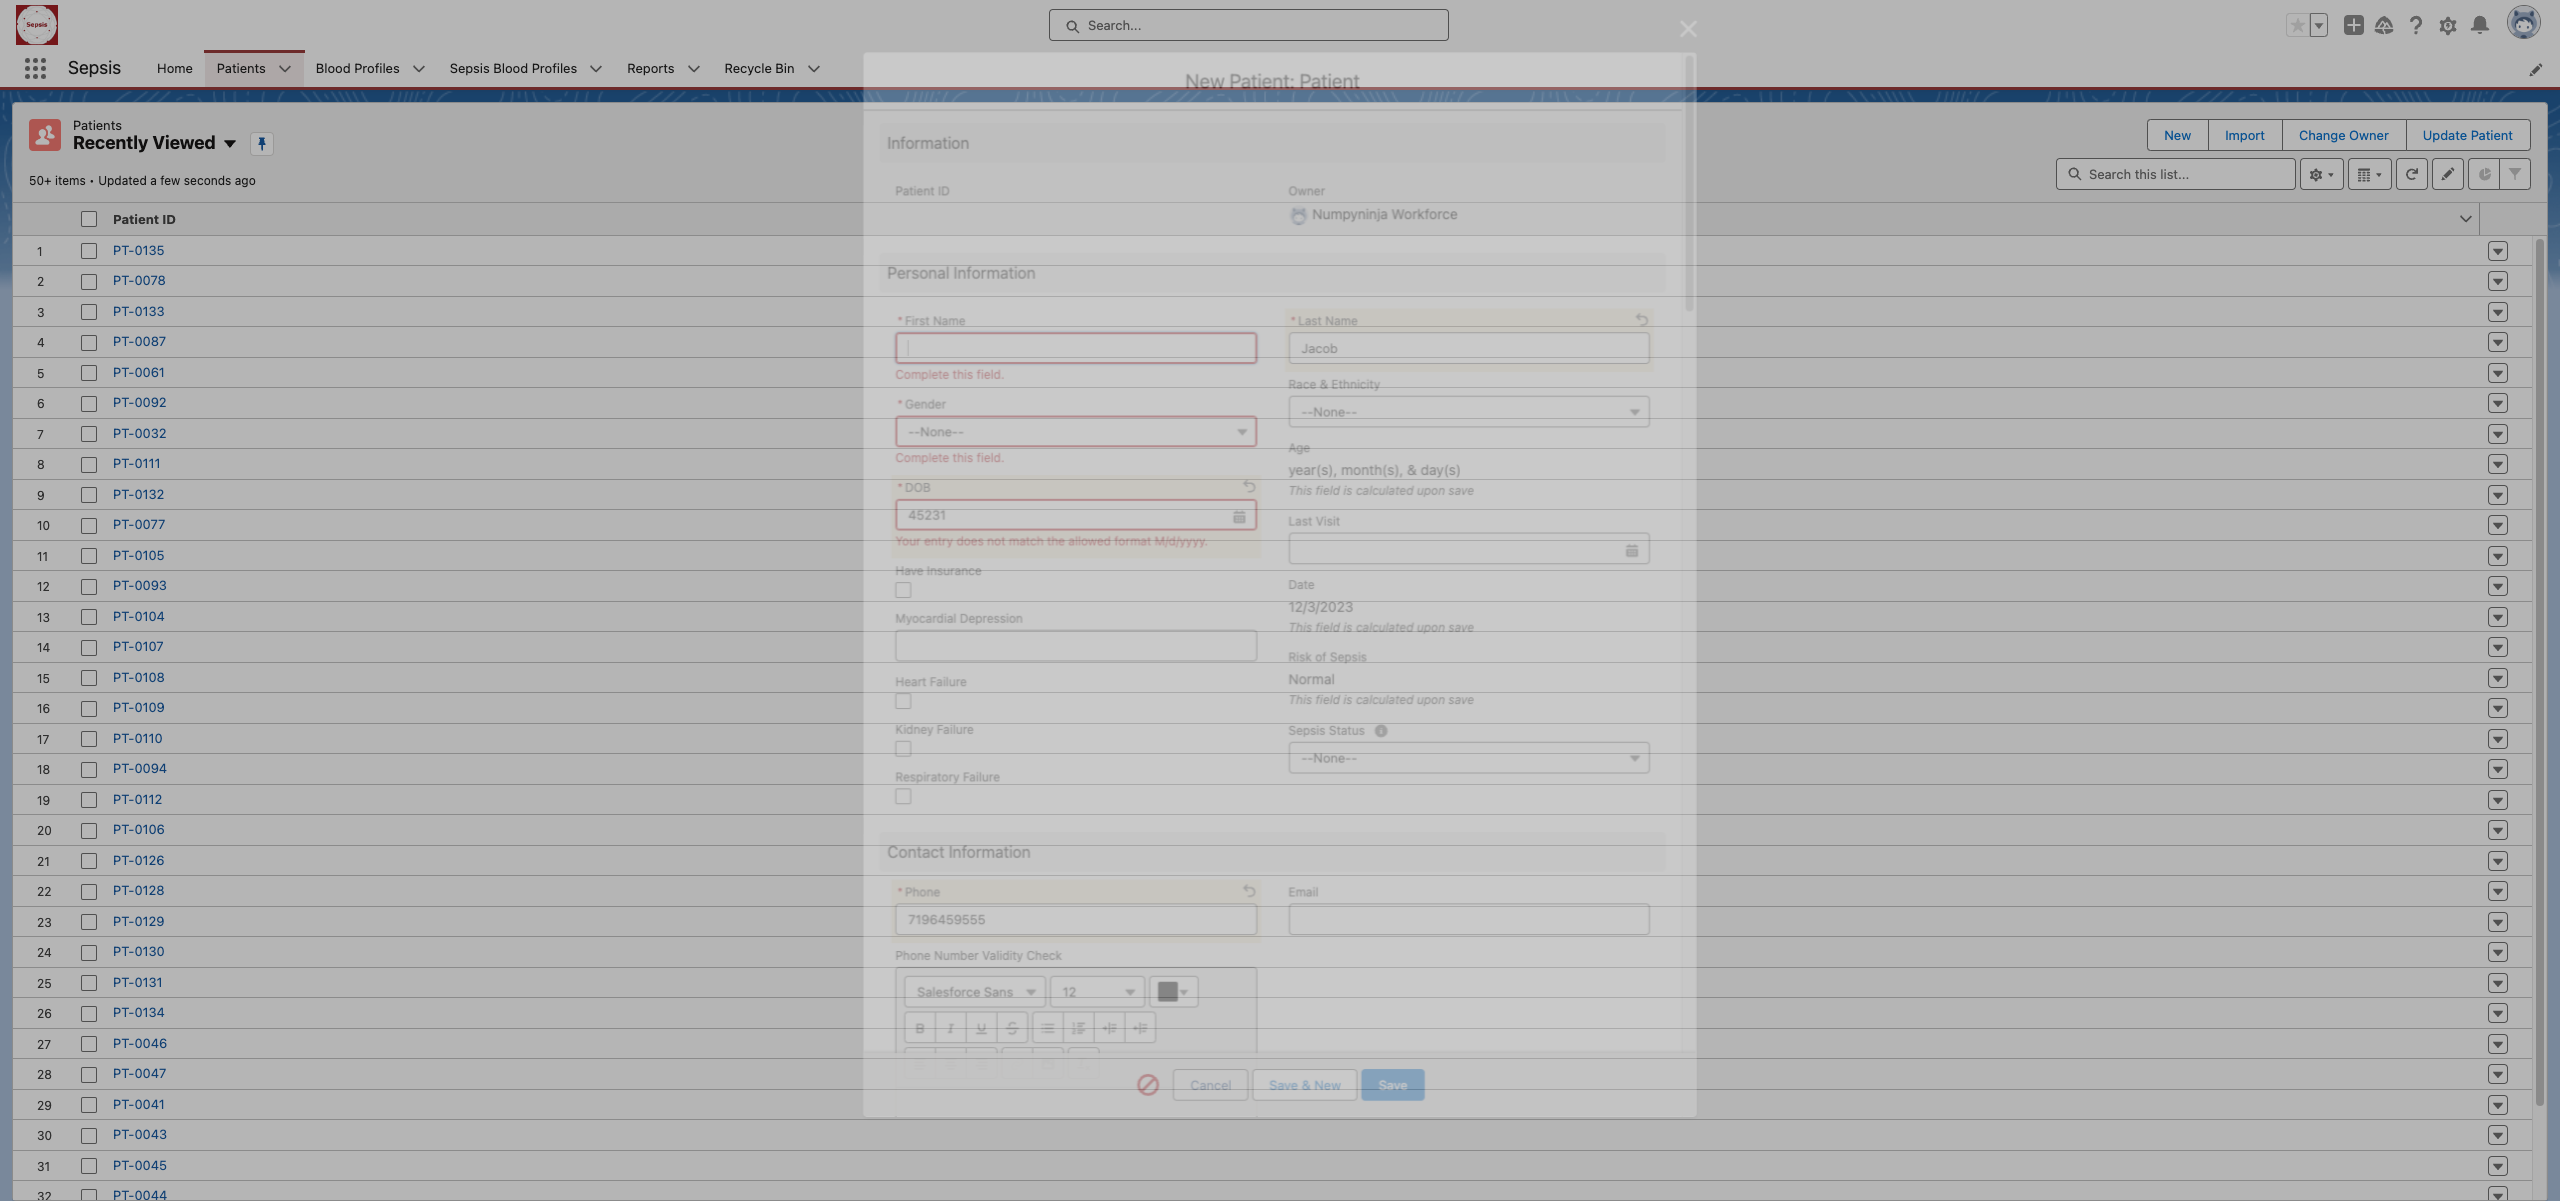 Sepsis
Search...
Sepsis
Home
Patients
Blood Profiles
Sepsis Blood Profiles
Reports
Recycle Bin
Patients
Recently Viewed
50+ items • Updated a few seconds ago
New
Import
Change Owner
Update Patient
Search this list...
Patient ID
1 PT-0135
2 PT-0078
3 PT-0133
4 PT-0087
5 PT-0061
6 PT-0092
7 PT-0032
8 PT-0111
9 PT-0132
10 PT-0077
11 PT-0105
12 PT-0093
13 PT-0104
14 PT-0107
15 PT-0108
16 PT-0109
17 PT-0110
18 PT-0094
19 PT-0112
20 PT-0106
21 PT-0126
22 PT-0128
23 PT-0129
24 PT-0130
25 PT-0131
26 PT-0134
27 PT-0046
28 PT-0047
29 PT-0041
30 PT-0043
31 PT-0045
32 PT-0044
New Patient: Patient
Information
Patient ID
Owner
Numpyninja Workforce
Personal Information
* First Name
Complete this field.
* Last Name
Jacob
* Gender
--None--
Complete this field.
Race & Ethnicity
--None--
Age
year(s), month(s), & day(s)
This field is calculated upon save
* DOB
45231
Your entry does not match the allowed format M/d/yyyy.
Last Visit
Have Insurance
Date
12/3/2023
This field is calculated upon save
Myocardial Depression
Risk of Sepsis
Normal
This field is calculated upon save
Heart Failure
Kidney Failure
Sepsis Status
--None--
Respiratory Failure
Contact Information
* Phone
7196459555
Email
Phone Number Validity Check
Salesforce Sans
12
B I U S
Cancel
Save & New
Save